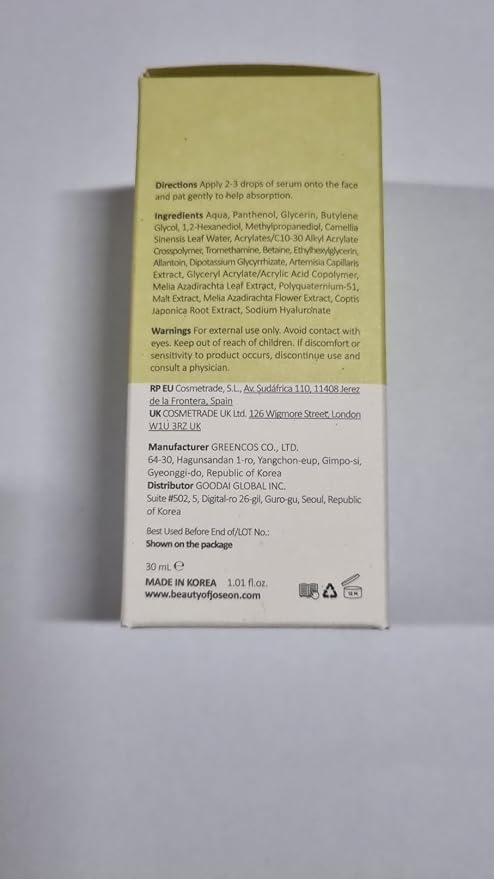 Directions Apply 2-3 drops of serum onto the face
and pat gently to help absorption.
Ingredients Aqua, Panthenol, Glycerin, Butylene
Glycol, 1,2-Hexanediol, Methylpropanediol, Camellia
Sinensis Leaf Water, Acrylates/C10-30 Alkyl Acrylate
Crosspolymer, Tromethamine, Betaine, Ethylhexylglycerin,
Allantoin, Dipotassium Glycyrrhizate, Artemisia Capillaris
Extract, Glyceryl Acrylate/Acrylic Acid Copolymer,
Melia Azadirachta Leaf Extract, Polyquaternium-51,
Malt Extract, Melia Azadirachta Flower Extract, Coptis
Japonica Root Extract, Sodium Hyaluronate
Warnings For external use only. Avoid contact with
eyes. Keep out of reach of children. If discomfort or
sensitivity to product occurs, discontinue use and
consult a physician.
RP EU Cosmetrade, S.L., Av. Sudáfrica 110, 11408 Jerez
de la Frontera, Spain
UK COSMETRADE UK Ltd. 126 Wigmore Street, London
W1U 3RZ UK
Manufacturer GREENCOS CO., LTD.
64-30, Hagunsandan 1-ro, Yangchon-eup, Gimpo-si,
Gyeonggi-do, Republic of Korea
Distributor GOODAI GLOBAL INC.
Suite #502, 5, Digital-ro 26-gil, Guro-gu, Seoul, Republic
of Korea
Best Used Before End of/LOT No.:
Shown on the package
30 mL ℮
MADE IN KOREA 1.01 fl.oz.
www.beautyofjoseon.com
12 M